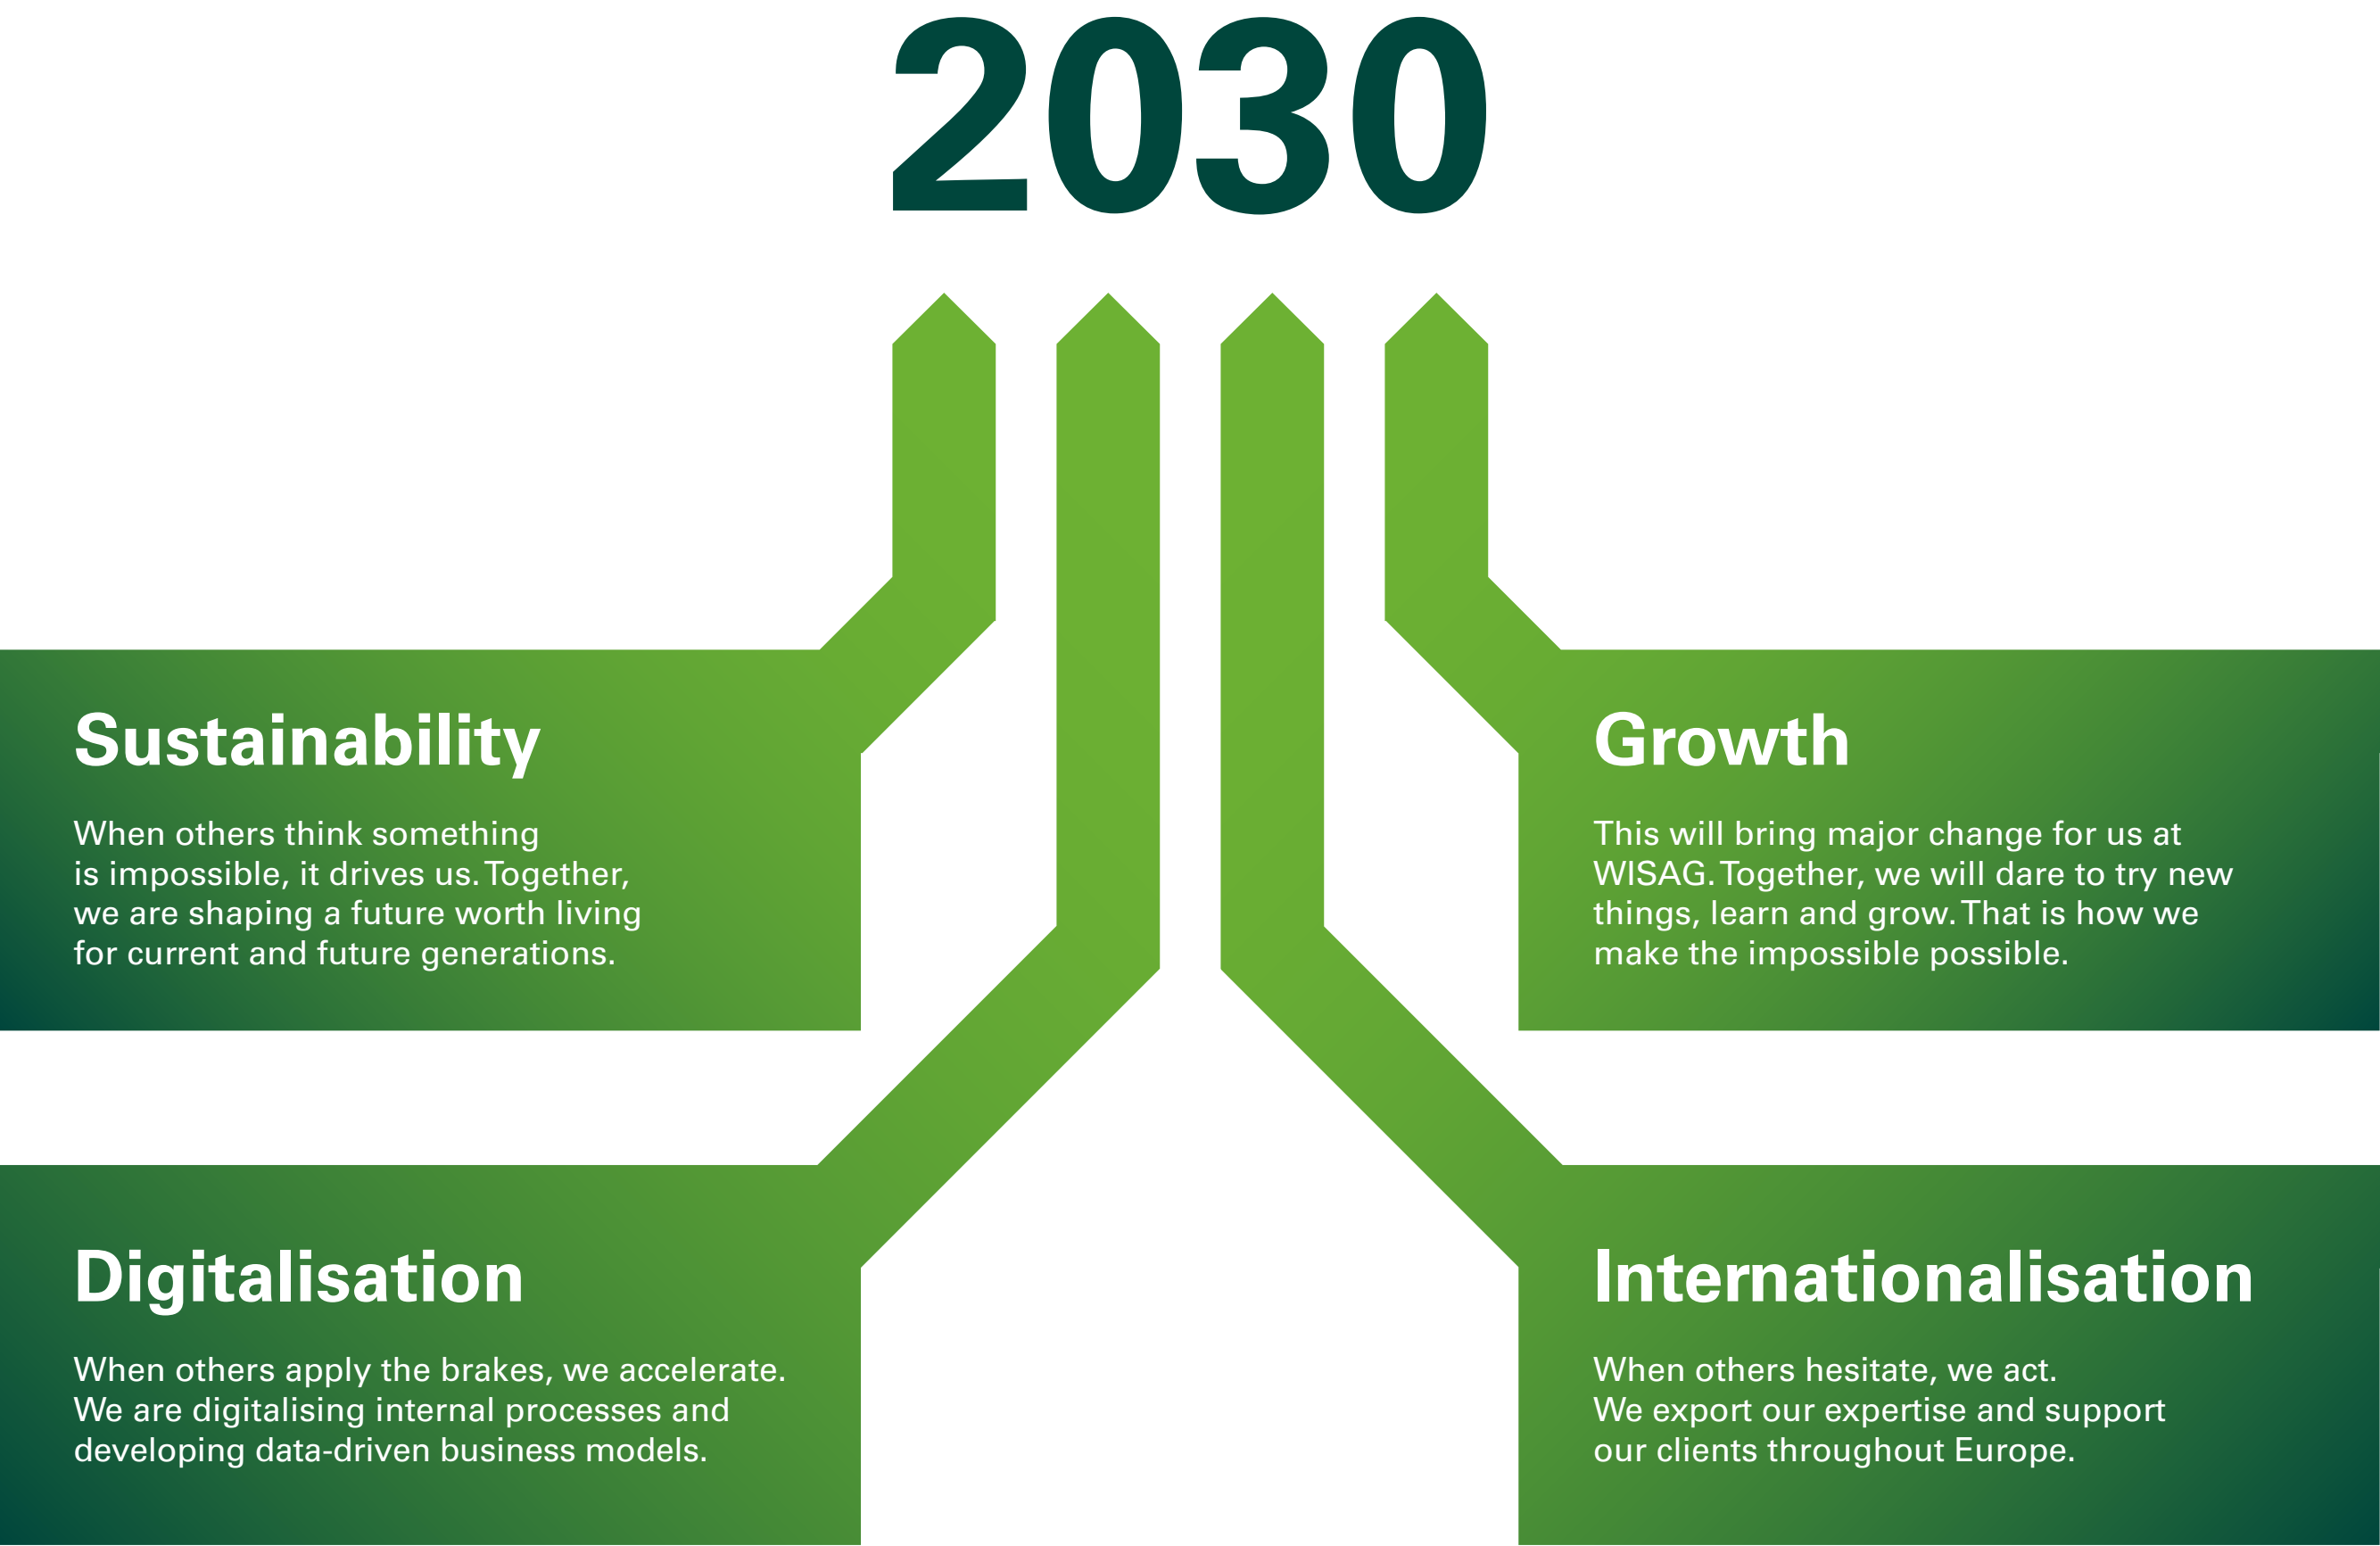 2030
Sustainability
When others think something
is impossible, it drives us. Together,
we are shaping a future worth living
for current and future generations.
Growth
This will bring major change for us at
WISAG. Together, we will dare to try new
things, learn and grow. That is how we
make the impossible possible.
Digitalisation
When others apply the brakes, we accelerate.
We are digitalising internal processes and
developing data-driven business models.
Internationalisation
When others hesitate, we act.
We export our expertise and support
our clients throughout Europe.